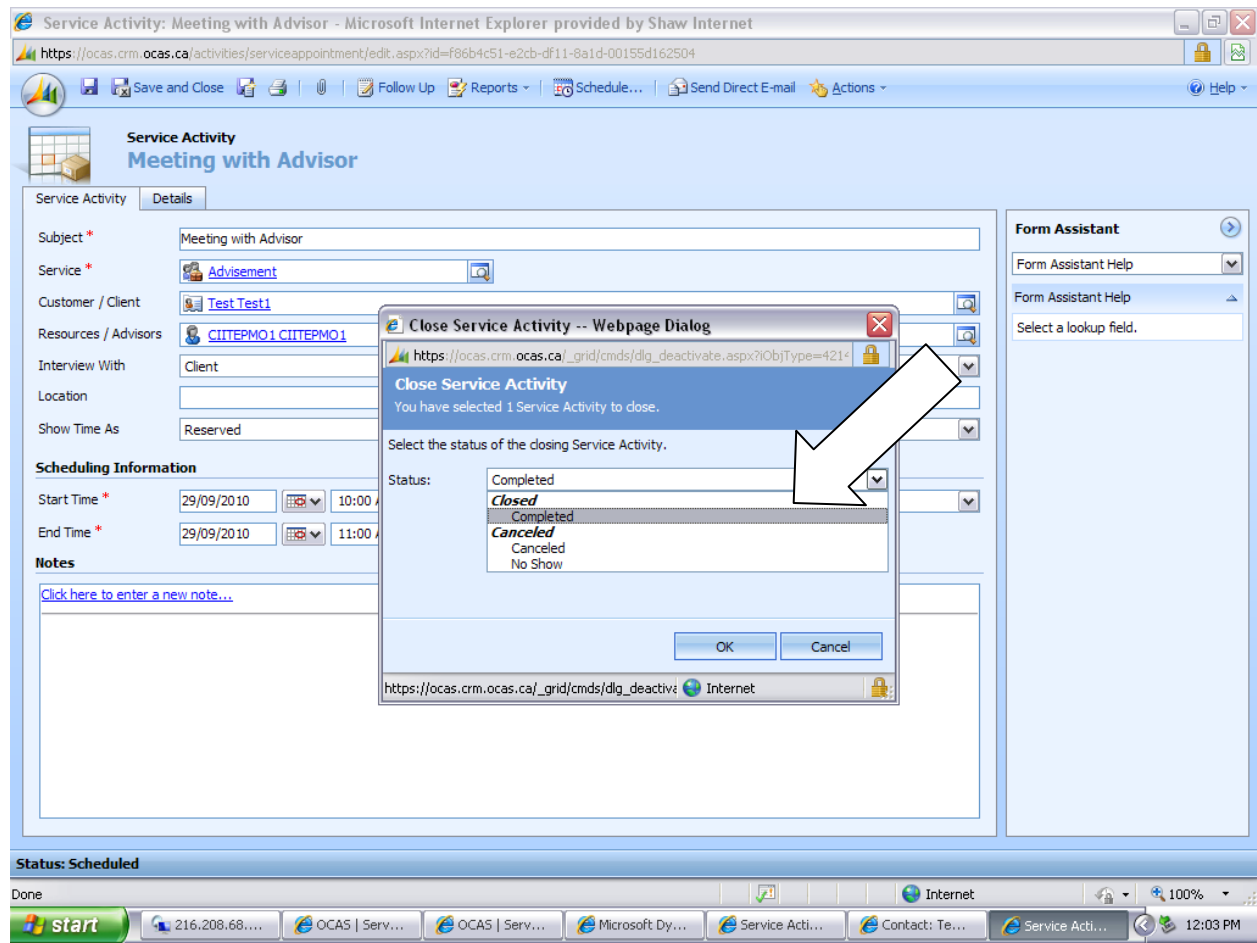 Service Activity: Meeting with Advisor - Microsoft Internet Explorer provided by Shaw Internet
https://ocas.crm.ocas.ca/activities/serviceappointment/edit.aspx?id=f86b4c51-e2cb-df11-8a1d-00155d162504
Save and Close Follow Up Reports Schedule... Send Direct E-mail Actions Help
Service Activity
Meeting with Advisor
Service Activity Details
Subject * Meeting with Advisor
Service * Advisement
Customer / Client Test Test1
Resources / Advisors CIITEPMO1 CIITEPMO1
Interview With Client
Location
Show Time As Reserved
Scheduling Information
Start Time * 29/09/2010 10:00 A
End Time * 29/09/2010 11:00 A
Notes
Click here to enter a new note...
Close Service Activity -- Webpage Dialog
https://ocas.crm.ocas.ca/_grid/cmds/dlg_deactivate.aspx?iObjType=4214
Close Service Activity
You have selected 1 Service Activity to close.
Select the status of the closing Service Activity.
Status: Completed
Closed
Completed
Canceled
Canceled
No Show
OK Cancel
https://ocas.crm.ocas.ca/_grid/cmds/dlg_deactiva Internet
Form Assistant
Form Assistant Help
Form Assistant Help
Select a lookup field.
Status: Scheduled
Done Internet 100%
start 216.208.68.... OCAS | Serv... OCAS | Serv... Microsoft Dy... Service Acti... Contact: Te... Service Acti... 12:03 PM